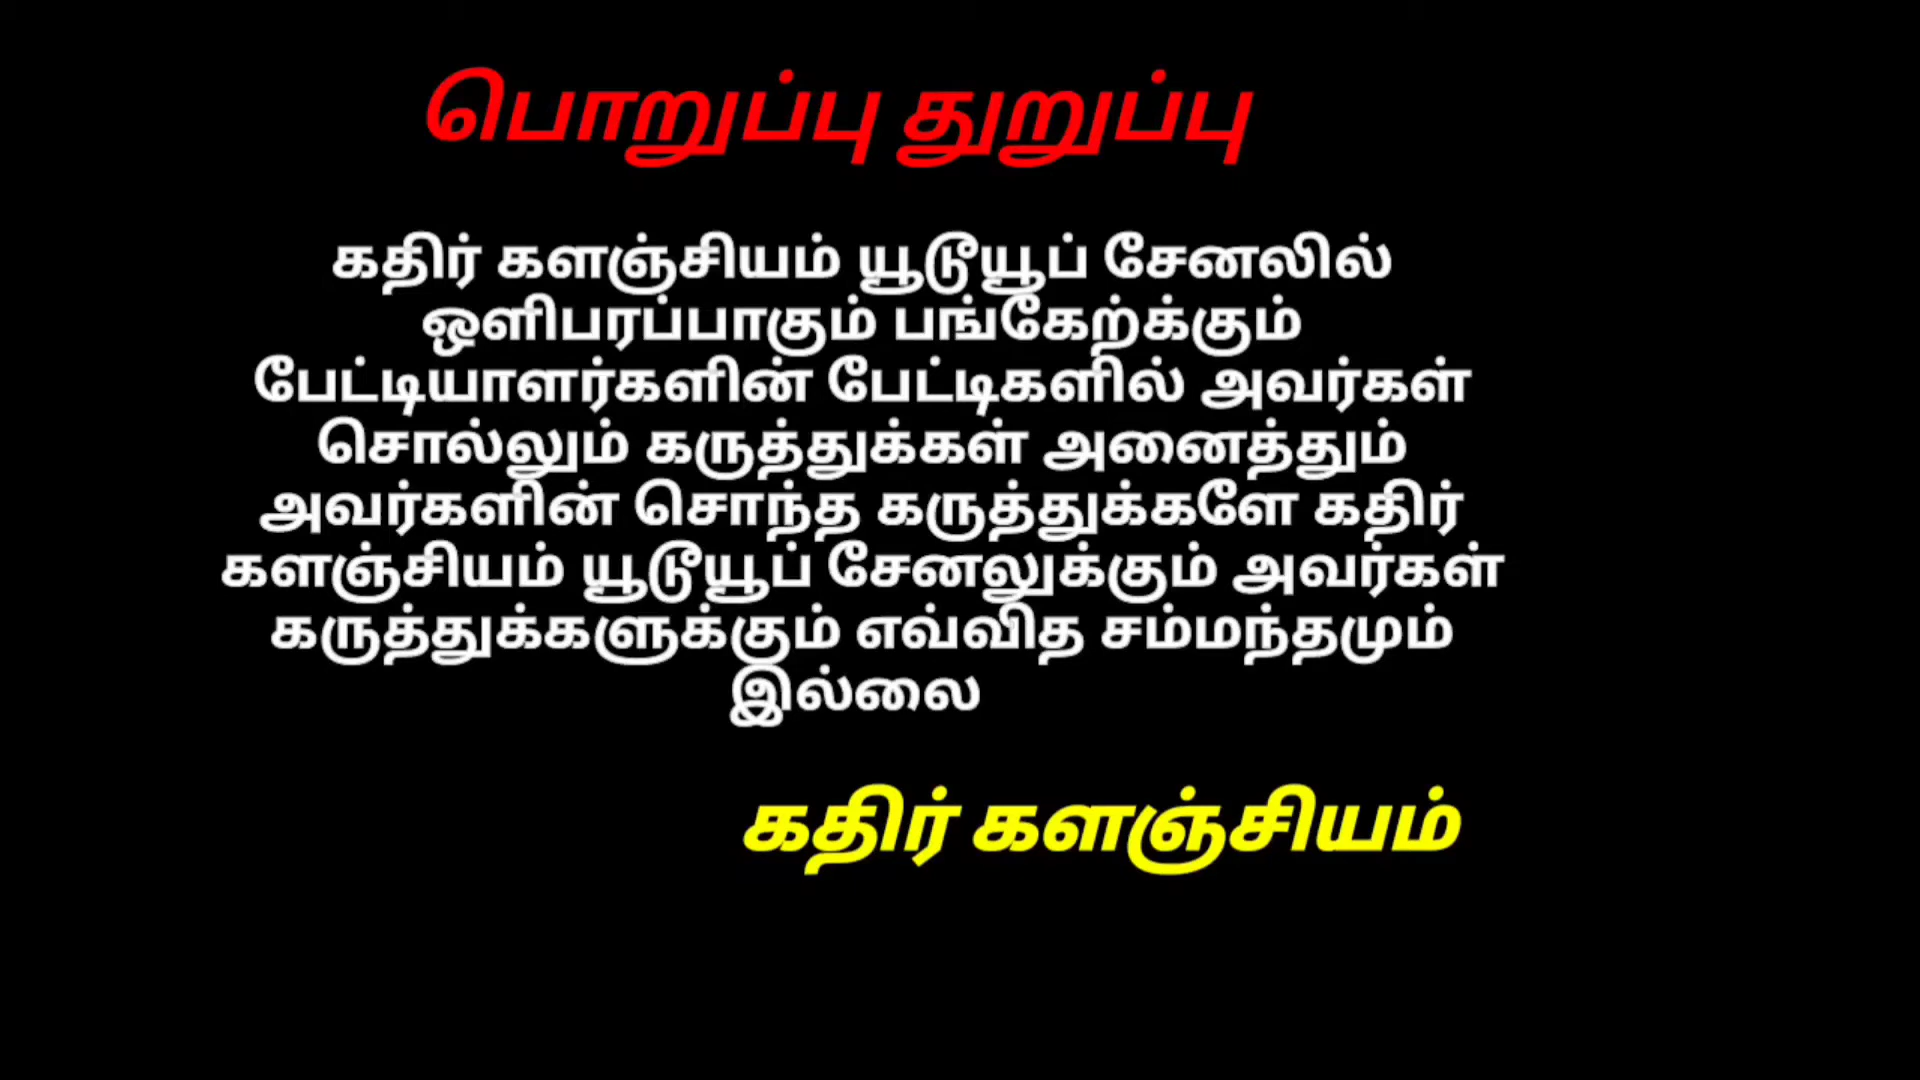 பொறுப்பு துறுப்பு
கதிர் களஞ்சியம் யூடூயூப் சேனலில்
ஒளிபரப்பாகும் பங்கேற்க்கும்
பேட்டியாளர்களின் பேட்டிகளில் அவர்கள்
சொல்லும் கருத்துக்கள் அனைத்தும்
அவர்களின் சொந்த கருத்துக்களே கதிர்
களஞ்சியம் யூடூயூப் சேனலுக்கும் அவர்கள்
கருத்துக்களுக்கும் எவ்வித சம்மந்தமும்
இல்லை
கதிர் களஞ்சியம்